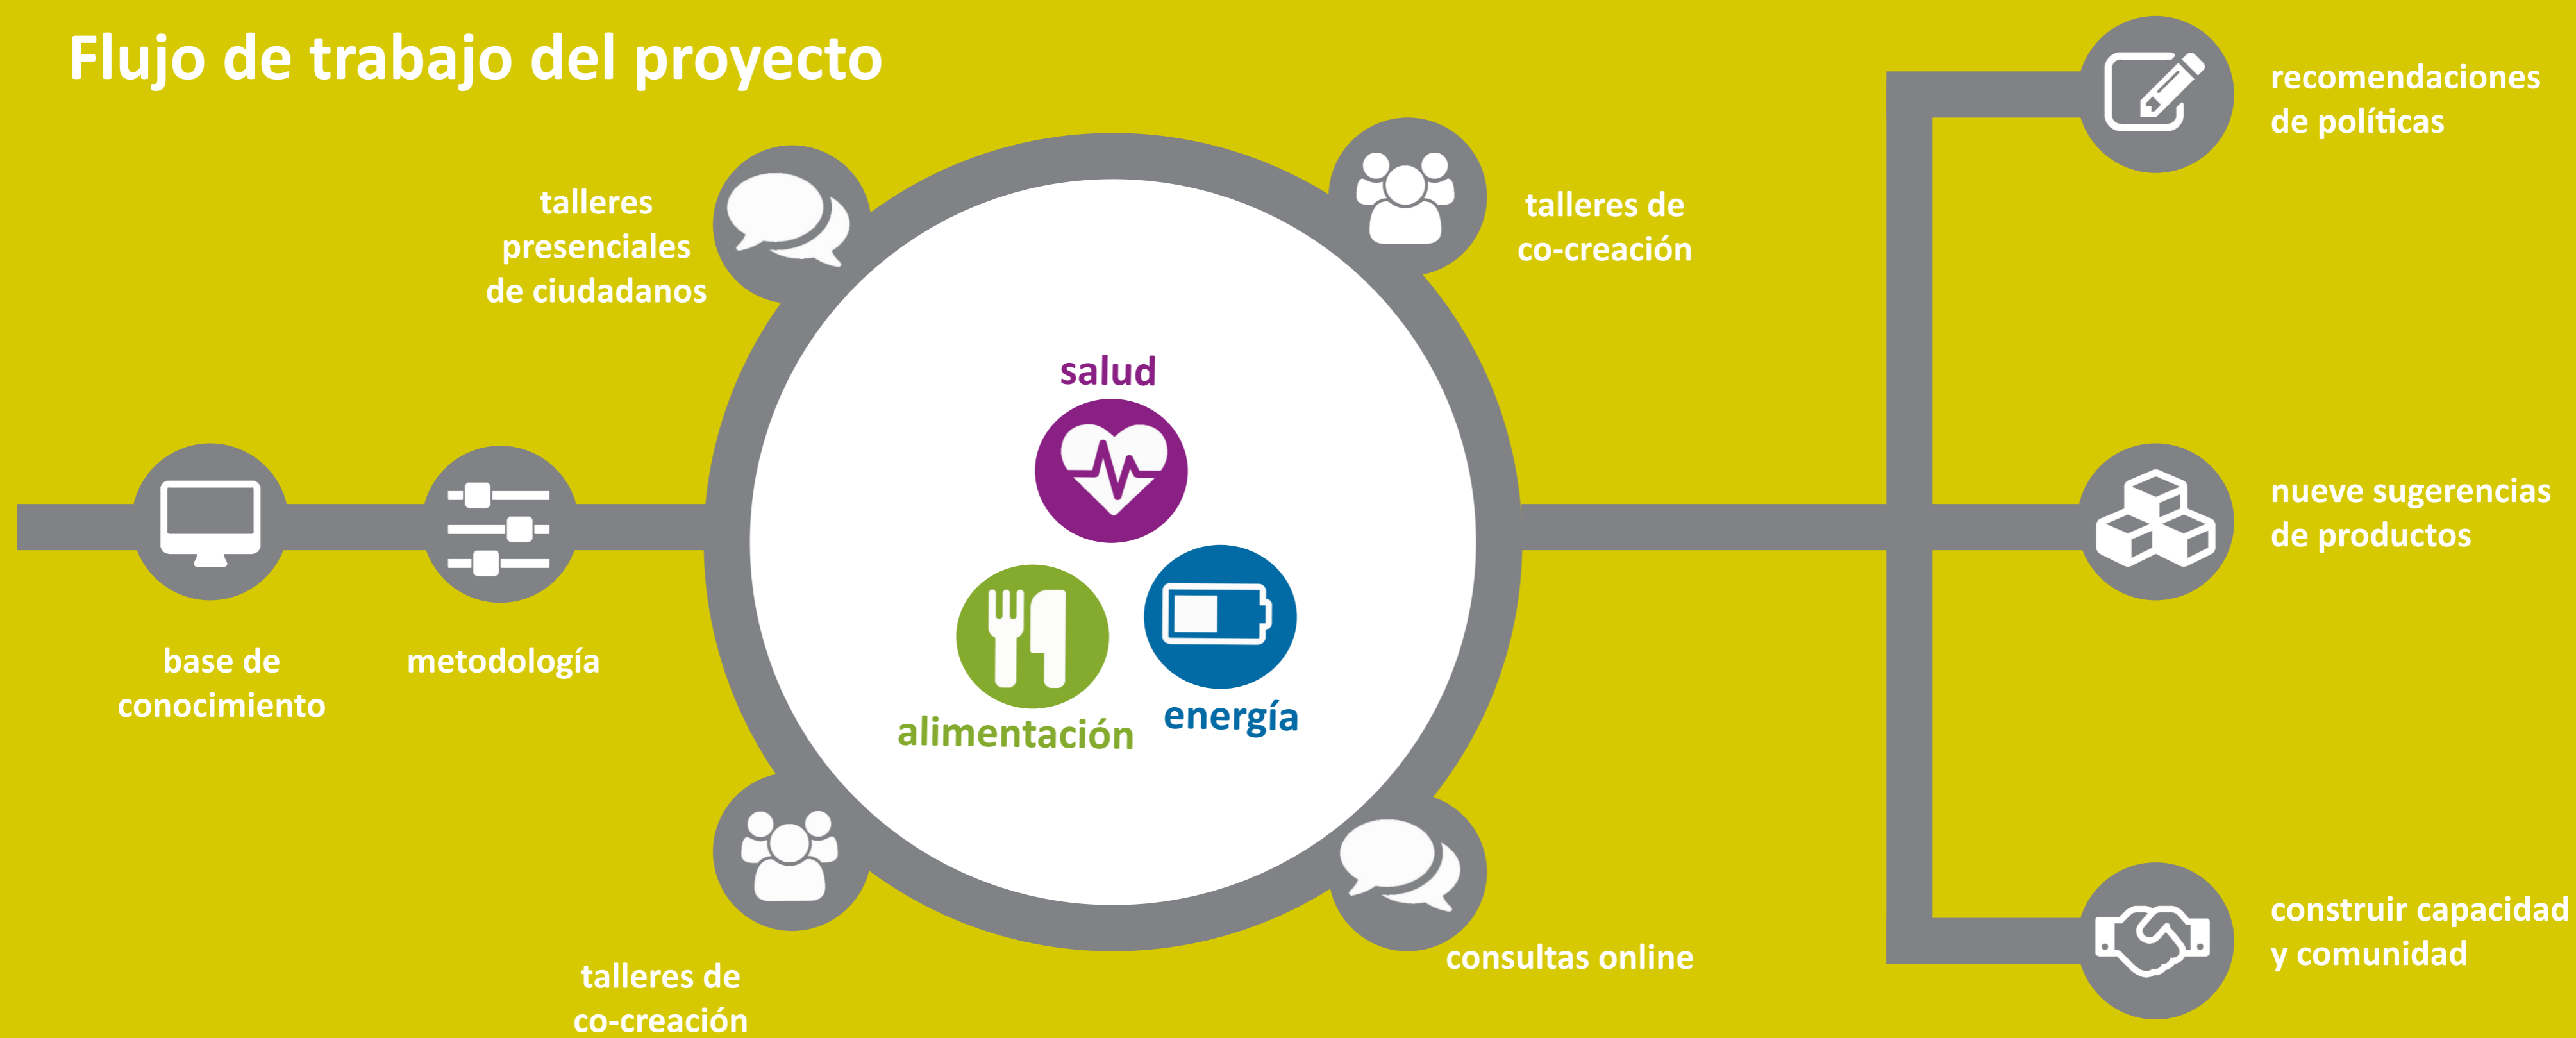 Flujo de trabajo del proyecto
talleres
presenciales
de ciudadanos
talleres de
co-creación
salud
alimentación
energía
base de
conocimiento
metodología
talleres de
co-creación
consultas online
recomendaciones
de políticas
nueve sugerencias
de productos
construir capacidad
y comunidad